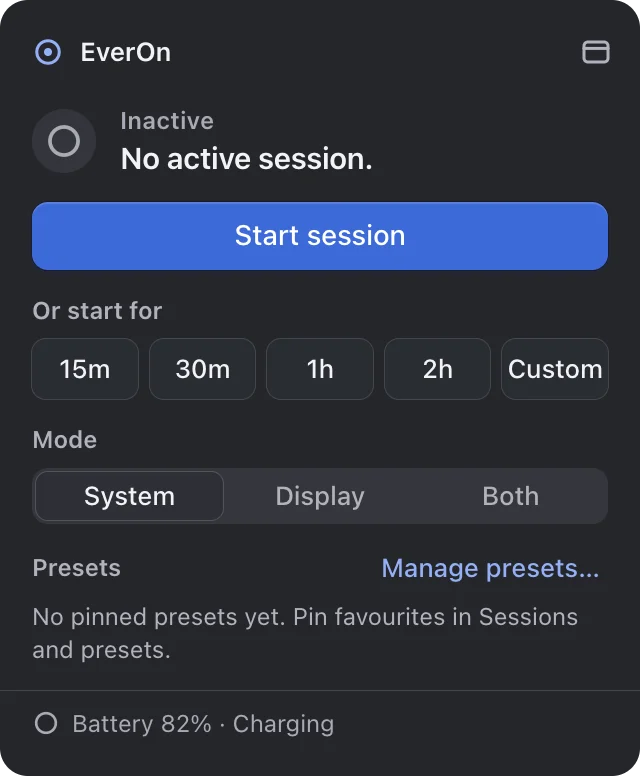 EverOn
Inactive
No active session.
Start session
Or start for
15m 30m 1h 2h Custom
Mode
System Display Both
Presets Manage presets...
No pinned presets yet. Pin favourites in Sessions
and presets.
Battery 82% · Charging